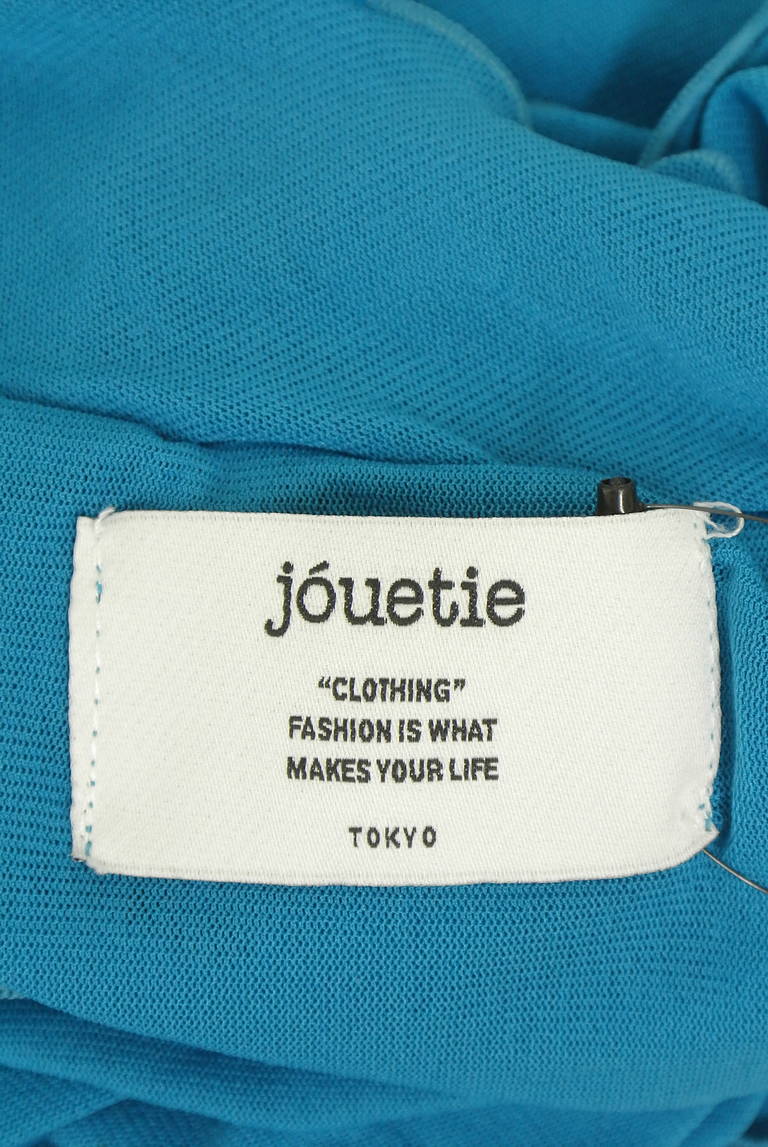 jóuetie
“CLOTHING”
FASHION IS WHAT
MAKES YOUR LIFE
TOKYO